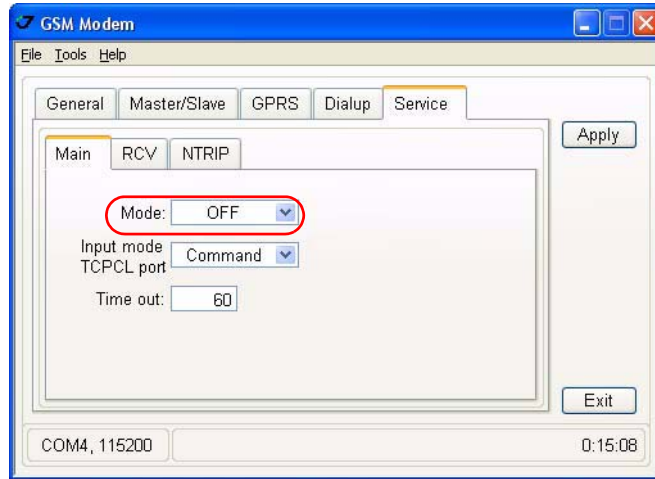 GSM Modem
File Tools Help
General Master/Slave GPRS Dialup Service
Apply
Main RCV NTRIP
Mode: OFF
Input mode
TCPCL port Command
Time out: 60
Exit
COM4, 115200 0:15:08